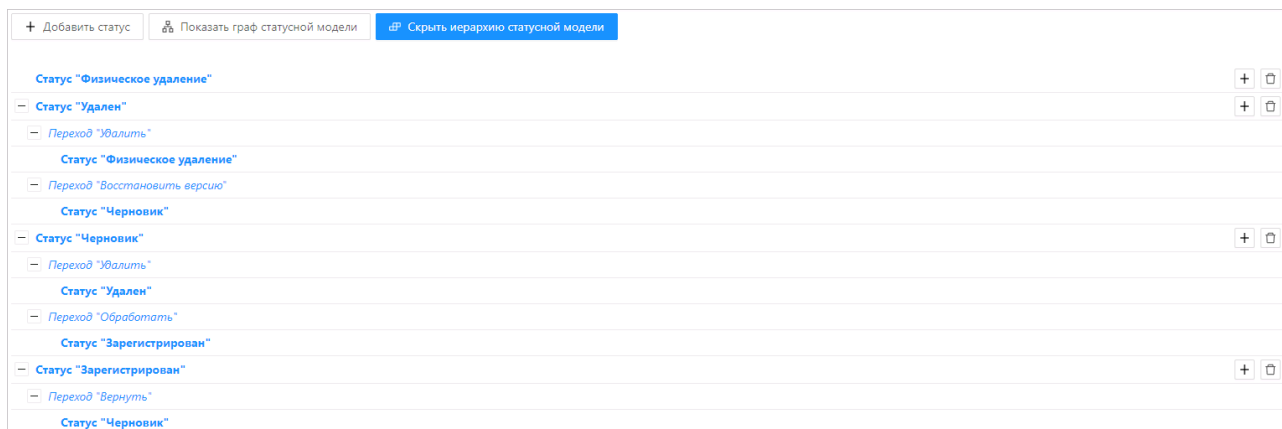 Добавить статус Показать граф статусной модели Скрыть иерархию статусной модели
Статус "Физическое удаление"
Статус "Удален"
Переход "Удалить"
Статус "Физическое удаление"
Переход "Восстановить версию"
Статус "Черновик"
Статус "Черновик"
Переход "Удалить"
Статус "Удален"
Переход "Обработать"
Статус "Зарегистрирован"
Статус "Зарегистрирован"
Переход "Вернуть"
Статус "Черновик"